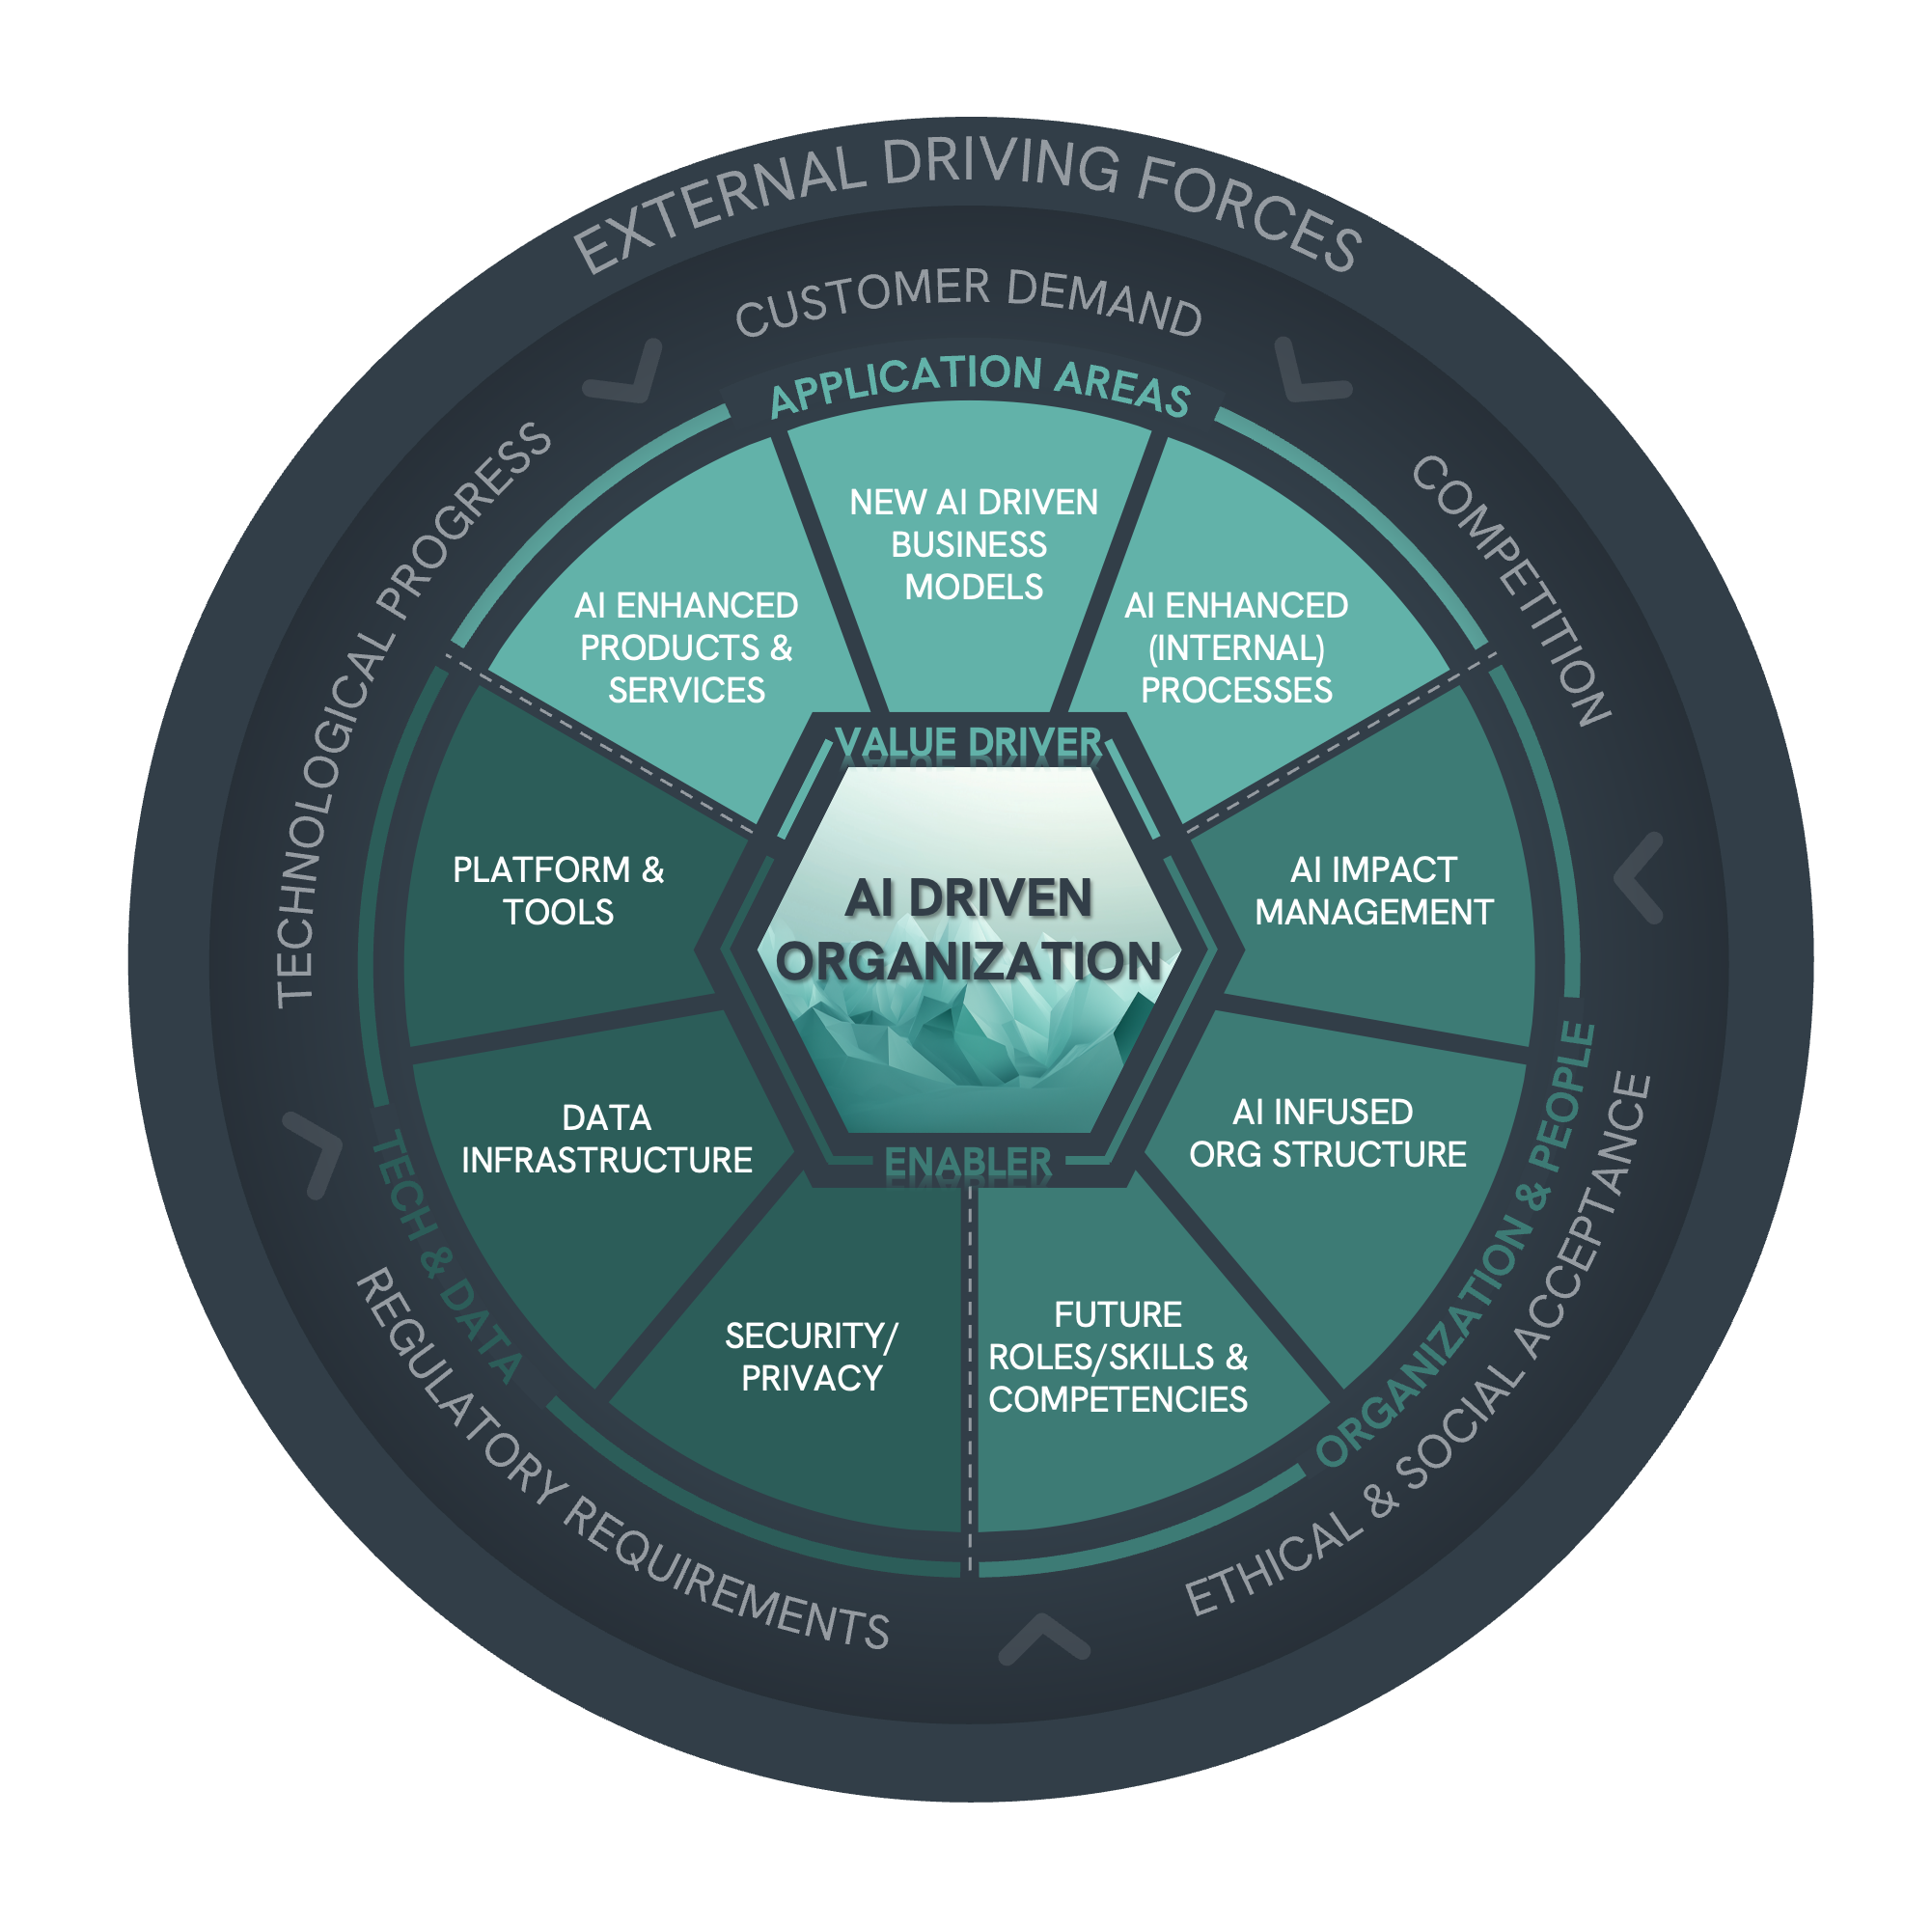 EXTERNAL DRIVING FORCES
CUSTOMER DEMAND
COMPETITION
ETHICAL & SOCIAL ACCEPTANCE
REGULATORY REQUIREMENTS
TECHNOLOGICAL PROGRESS
APPLICATION AREAS
AI ENHANCED
PRODUCTS &
SERVICES
NEW AI DRIVEN
BUSINESS
MODELS
AI ENHANCED
(INTERNAL)
PROCESSES
ORGANIZATION & PEOPLE
AI IMPACT
MANAGEMENT
AI INFUSED
ORG STRUCTURE
FUTURE
ROLES/SKILLS &
COMPETENCIES
TECH & DATA
SECURITY/
PRIVACY
DATA
INFRASTRUCTURE
PLATFORM &
TOOLS
VALUE DRIVER
AI DRIVEN
ORGANIZATION
ENABLER